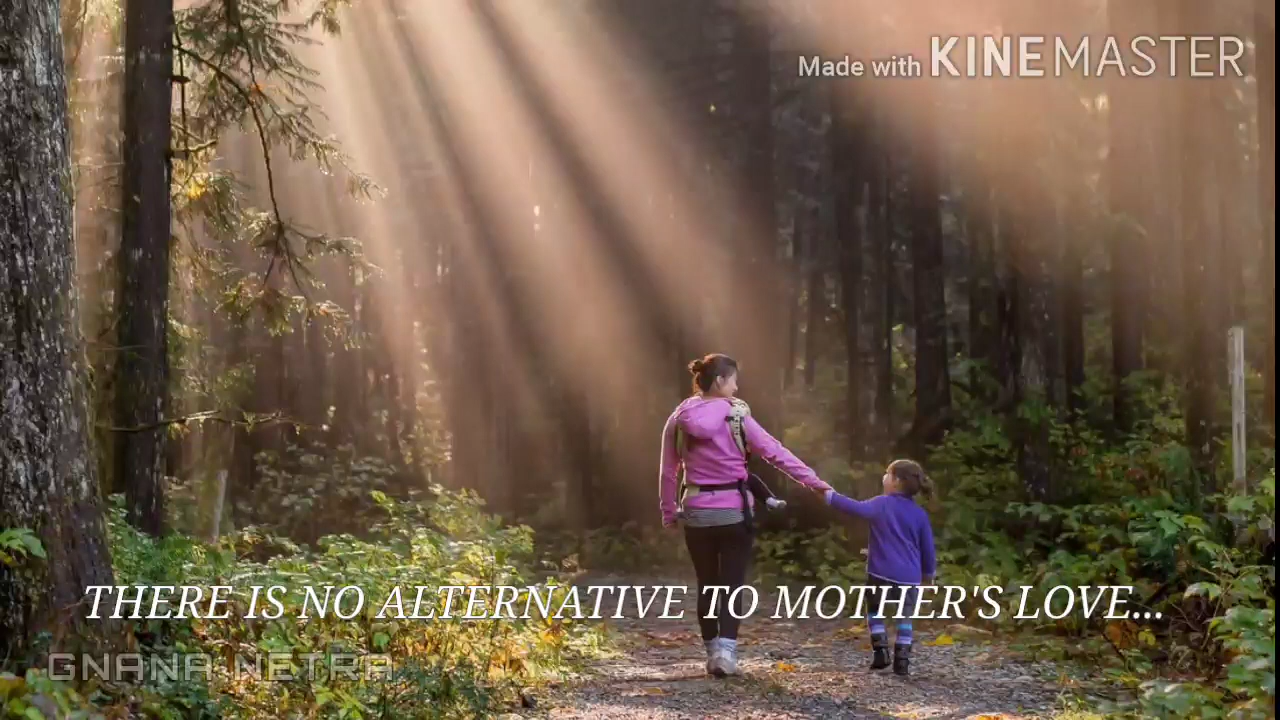 Made with KINEMASTER
THERE IS NO ALTERNATIVE TO MOTHER'S LOVE...
GNANA NETRA